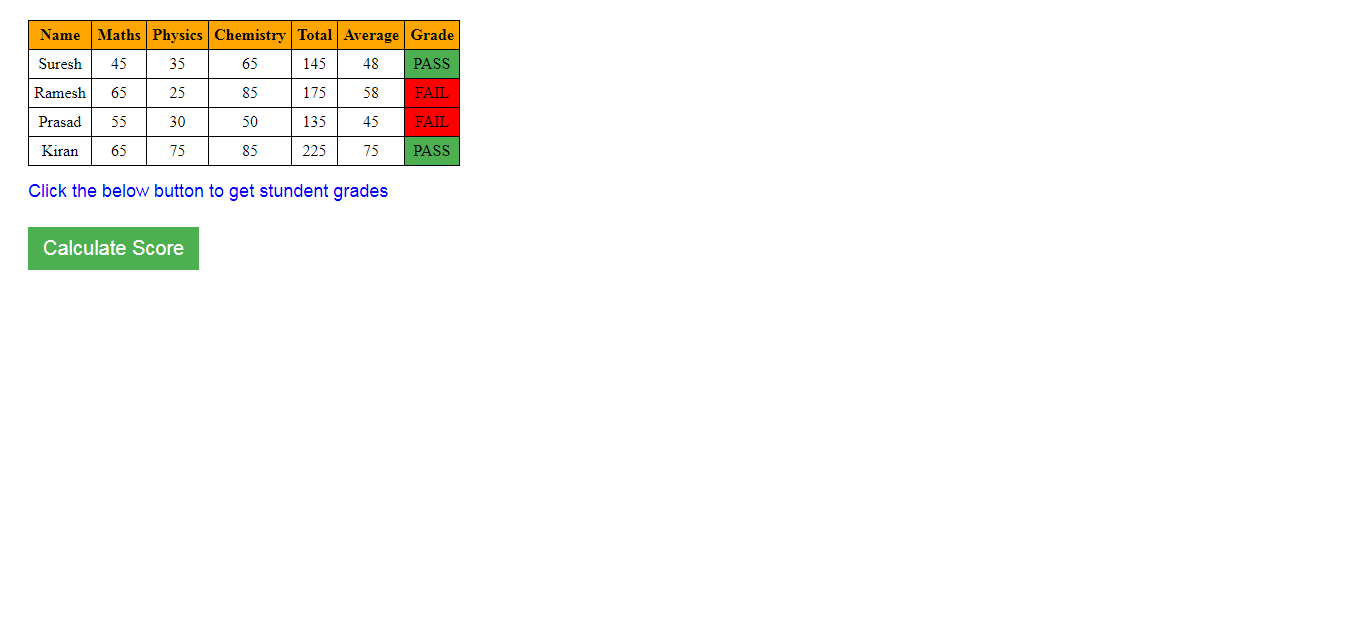 Name Maths Physics Chemistry Total Average Grade
Suresh 45 35 65 145 48 PASS
Ramesh 65 25 85 175 58 FAIL
Prasad 55 30 50 135 45 FAIL
Kiran 65 75 85 225 75 PASS
Click the below button to get stundent grades
Calculate Score